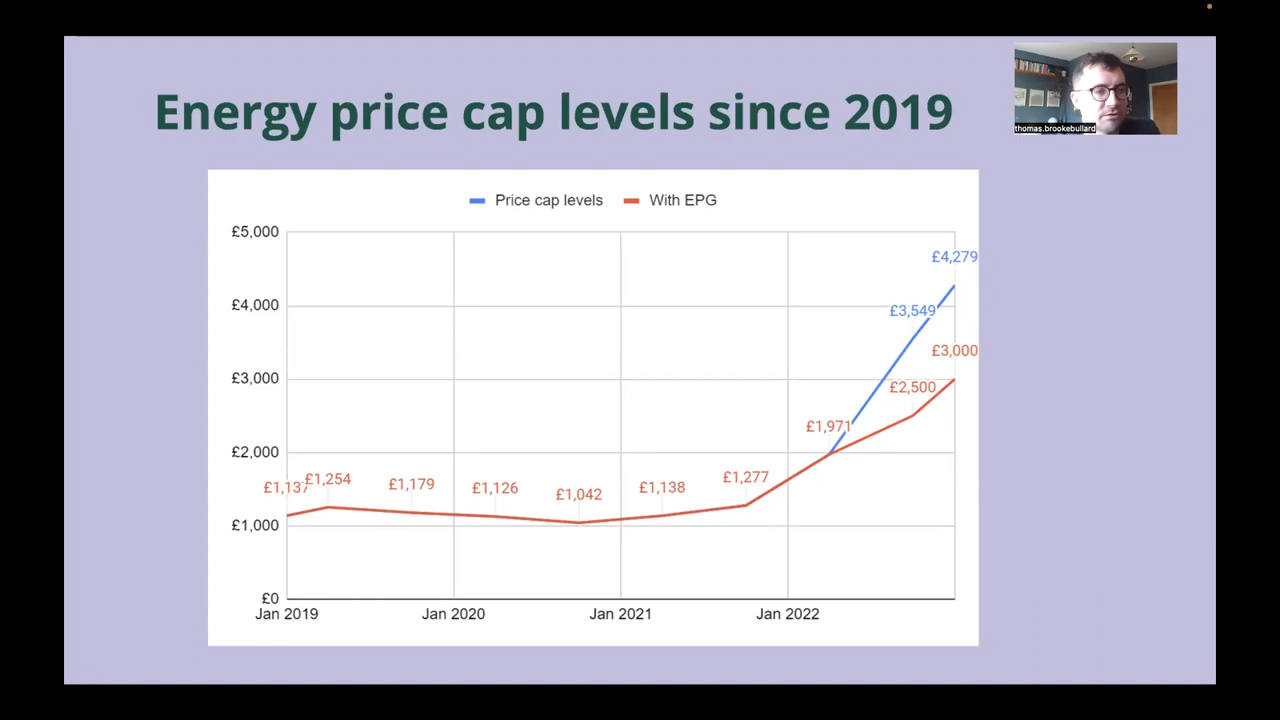 Energy price cap levels since 2019
thomas.brookebullard
Price cap levels With EPG
£5,000
£4,279
£4,000
£3,549
£3,000
£3,000
£2,500
£1,971
£2,000
£1,137 £1,254 £1,179 £1,126 £1,042 £1,138 £1,277
£1,000
£0
Jan 2019 Jan 2020 Jan 2021 Jan 2022